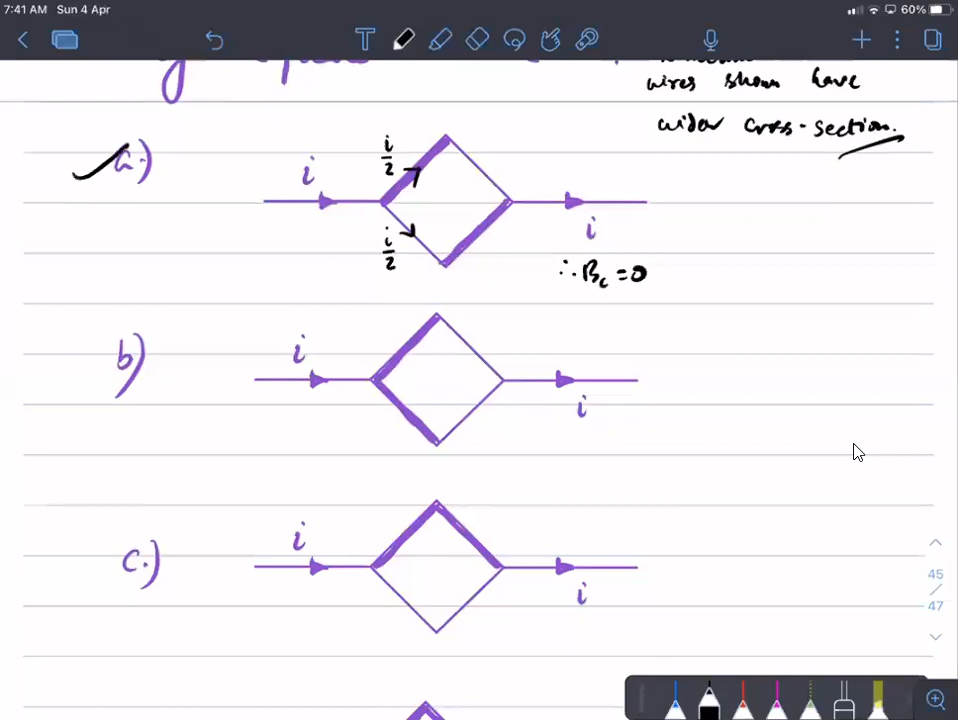 7:41 AM Sun 4 Apr
60%
T
wires shown have
wider cross-section.
a.)
i
i/2
i/2
i
∴ Bc = 0
b)
i
i
c.)
i
i
45
/
47